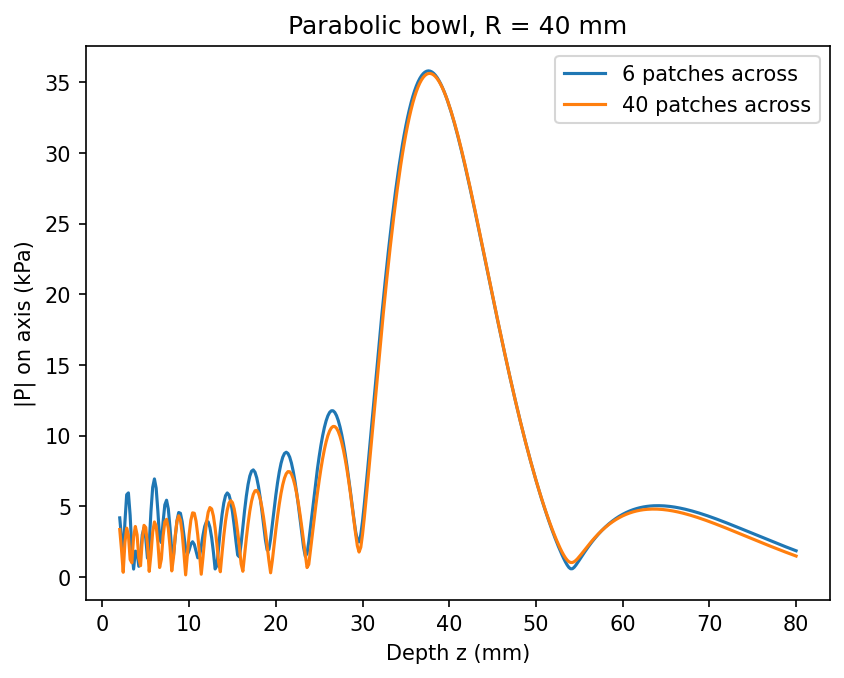 Parabolic bowl, R = 40 mm
6 patches across
40 patches across
|P| on axis (kPa)
35
30
25
20
15
10
5
0
0 10 20 30 40 50 60 70 80
Depth z (mm)